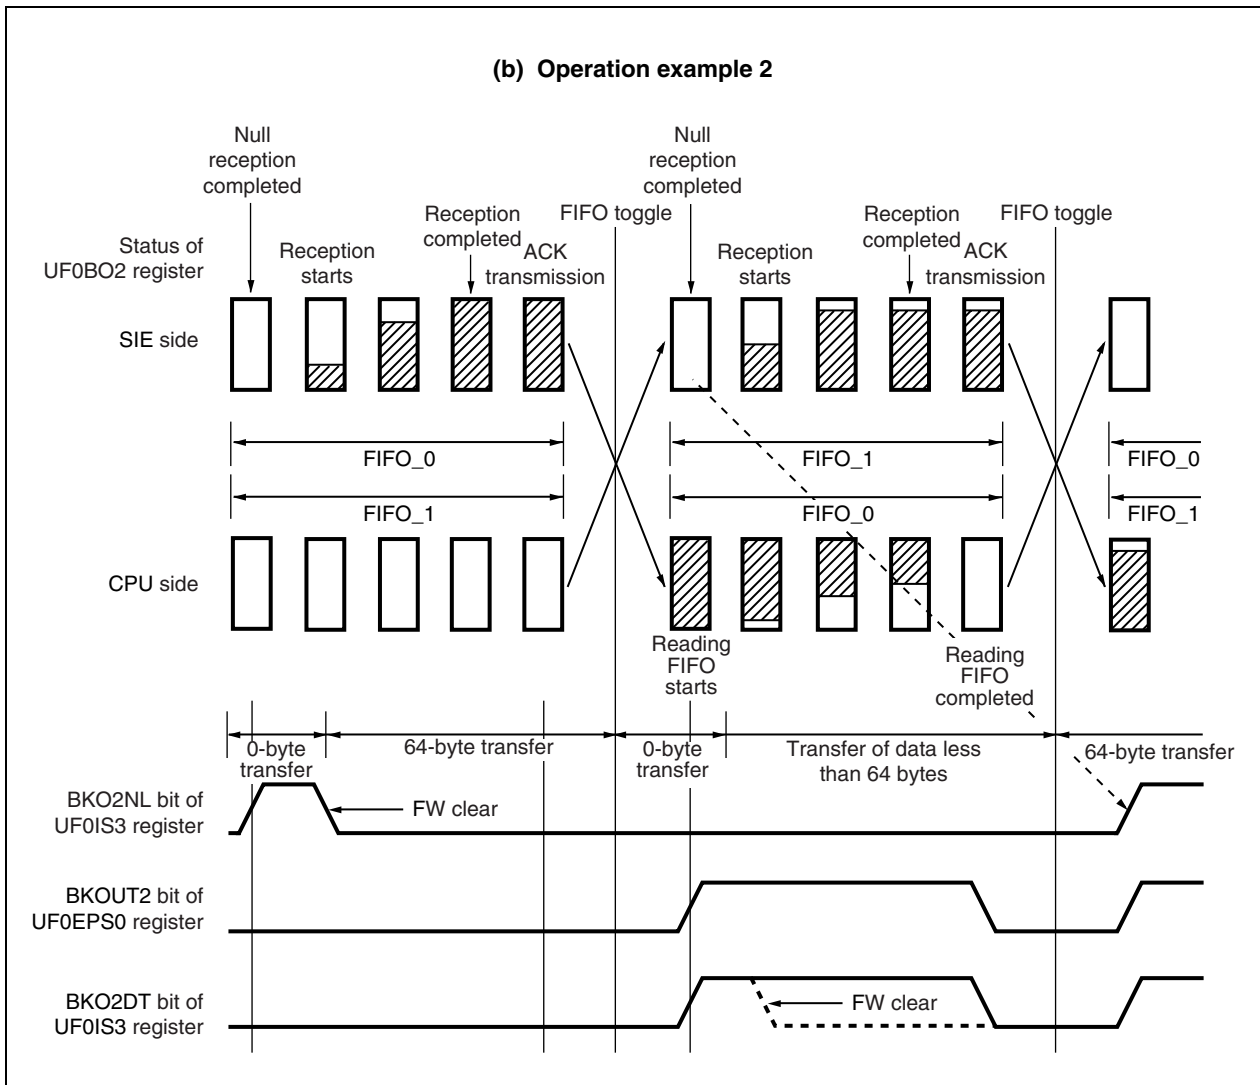 (b) Operation example 2
Null
reception
completed
Null
reception
completed
Reception
completed
FIFO toggle
Reception
completed
FIFO toggle
Status of
UF0BO2 register
Reception
starts
ACK
transmission
Reception
starts
ACK
transmission
SIE side
FIFO_0
FIFO_1
FIFO_0
FIFO_1
FIFO_0
FIFO_1
CPU side
Reading
FIFO
starts
Reading
FIFO
completed
0-byte
transfer
64-byte transfer
0-byte
transfer
Transfer of data less
than 64 bytes
64-byte transfer
BKO2NL bit of
UF0IS3 register
FW clear
BKOUT2 bit of
UF0EPS0 register
BKO2DT bit of
UF0IS3 register
FW clear